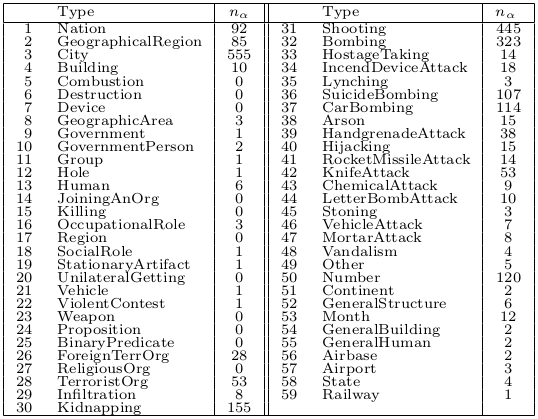 Type nα Type nα
1 Nation 92 31 Shooting 445
2 GeographicalRegion 85 32 Bombing 323
3 City 555 33 HostageTaking 14
4 Building 10 34 IncendDeviceAttack 18
5 Combustion 0 35 Lynching 3
6 Destruction 0 36 SuicideBombing 107
7 Device 0 37 CarBombing 114
8 GeographicArea 3 38 Arson 15
9 Government 1 39 HandgrenadeAttack 38
10 GovernmentPerson 2 40 Hijacking 15
11 Group 1 41 RocketMissileAttack 14
12 Hole 1 42 KnifeAttack 53
13 Human 6 43 ChemicalAttack 9
14 JoiningAnOrg 0 44 LetterBombAttack 10
15 Killing 0 45 Stoning 3
16 OccupationalRole 3 46 VehicleAttack 7
17 Region 0 47 MortarAttack 8
18 SocialRole 1 48 Vandalism 4
19 StationaryArtifact 1 49 Other 5
20 UnilateralGetting 0 50 Number 120
21 Vehicle 1 51 Continent 2
22 ViolentContest 1 52 GeneralStructure 6
23 Weapon 0 53 Month 12
24 Proposition 0 54 GeneralBuilding 2
25 BinaryPredicate 0 55 GeneralHuman 2
26 ForeignTerrOrg 28 56 Airbase 2
27 ReligiousOrg 0 57 Airport 3
28 TerroristOrg 53 58 State 4
29 Infiltration 8 59 Railway 1
30 Kidnapping 155